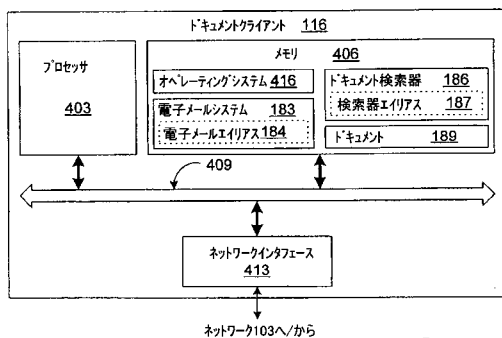 ドキュメントクライアント 116
プロセッサ
403
メモリ 406
オペレーティングシステム 416
電子メールシステム 183
電子メールエイリアス 184
ドキュメント検索器 186
検索器エイリアス 187
ドキュメント 189
409
ネットワークインタフェース
413
ネットワーク103へ/から